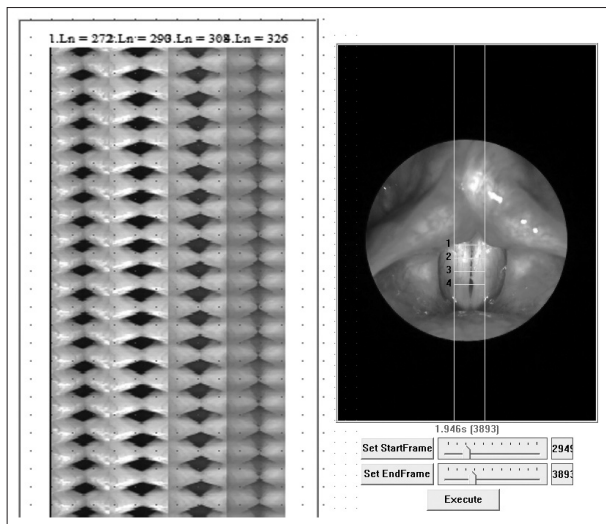 1.Ln = 272 2.Ln = 290 3.Ln = 308 4.Ln = 326
1
2
3
4
1.946s (3893)
Set StartFrame 2949
Set EndFrame 3893
Execute